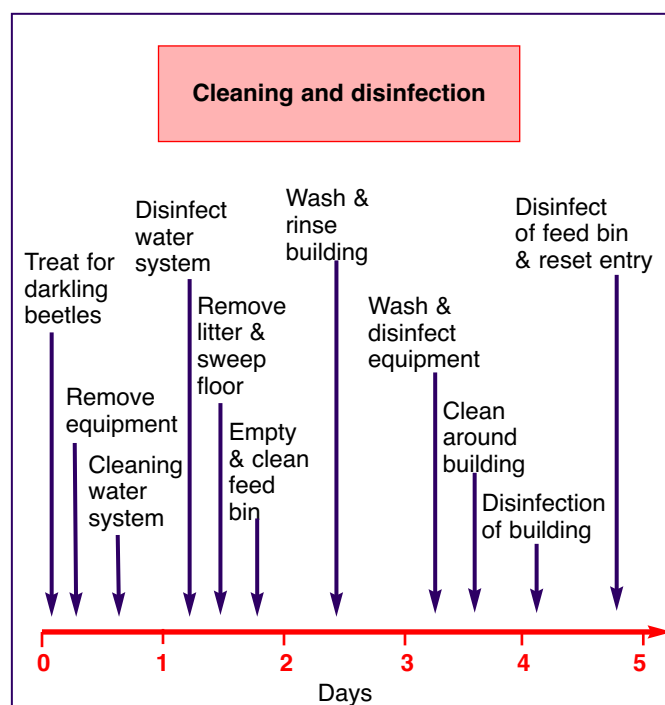 Cleaning and disinfection
Treat for
darkling
beetles
Remove
equipment
Cleaning
water
system
Disinfect
water
system
Remove
litter &
sweep
floor
Empty
& clean
feed
bin
Wash &
rinse
building
Wash &
disinfect
equipment
Clean
around
building
Disinfection
of building
Disinfect
of feed bin
& reset entry
0 1 2 3 4 5
Days